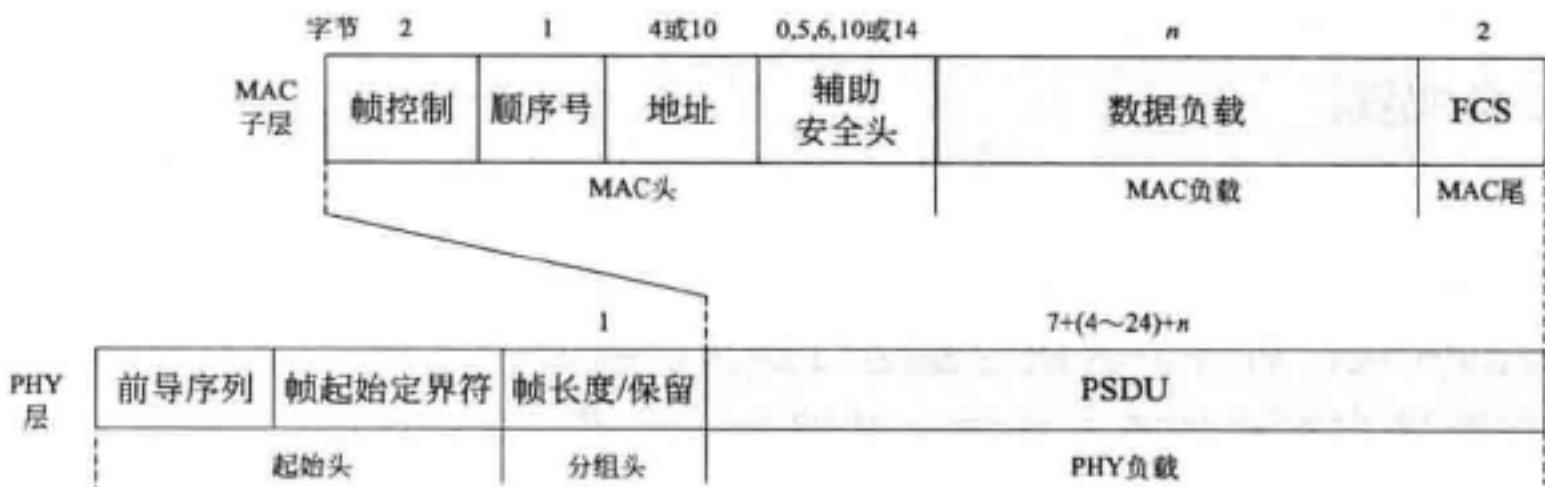 字节 2 1 4或10 0,5,6,10或14 n 2
MAC
子层
帧控制 顺序号 地址 辅助
安全头 数据负载 FCS
MAC头 MAC负载 MAC尾
1 7+(4～24)+n
PHY
层
前导序列 帧起始定界符 帧长度/保留 PSDU
起始头 分组头 PHY负载